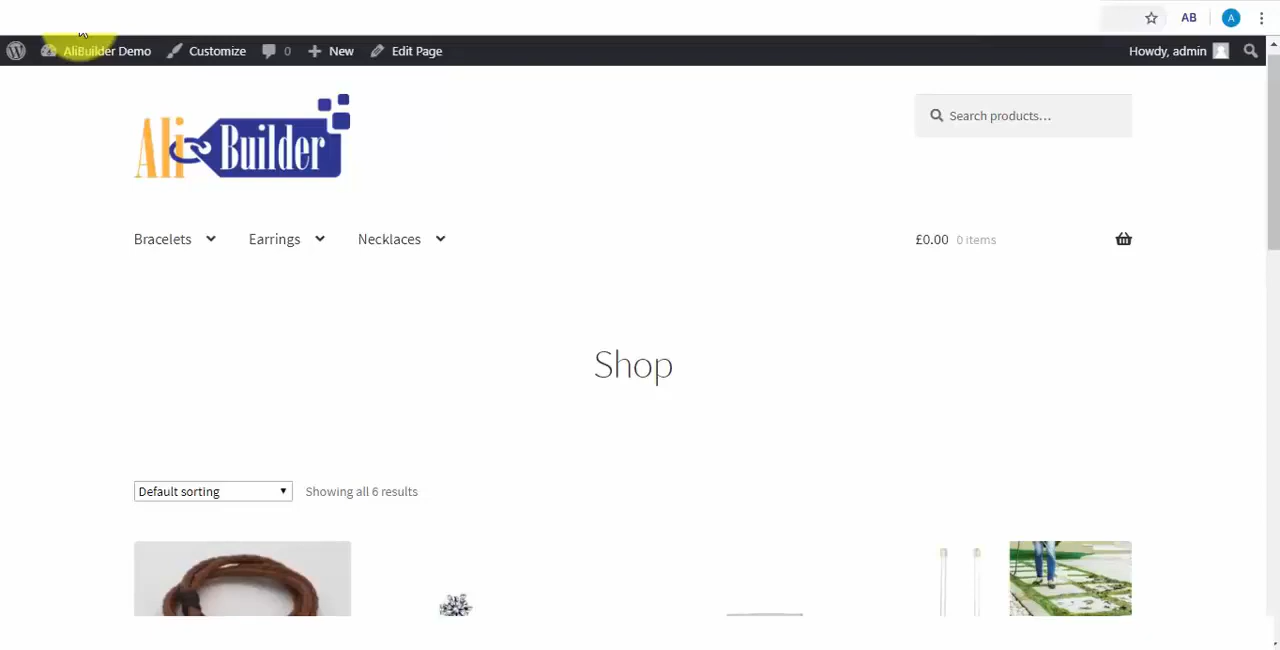 AB
A
AliBuilder Demo Customize 0 New Edit Page
Howdy, admin
Ali Builder
Search products...
Bracelets Earrings Necklaces
£0.00 0 items
Shop
Default sorting
Showing all 6 results